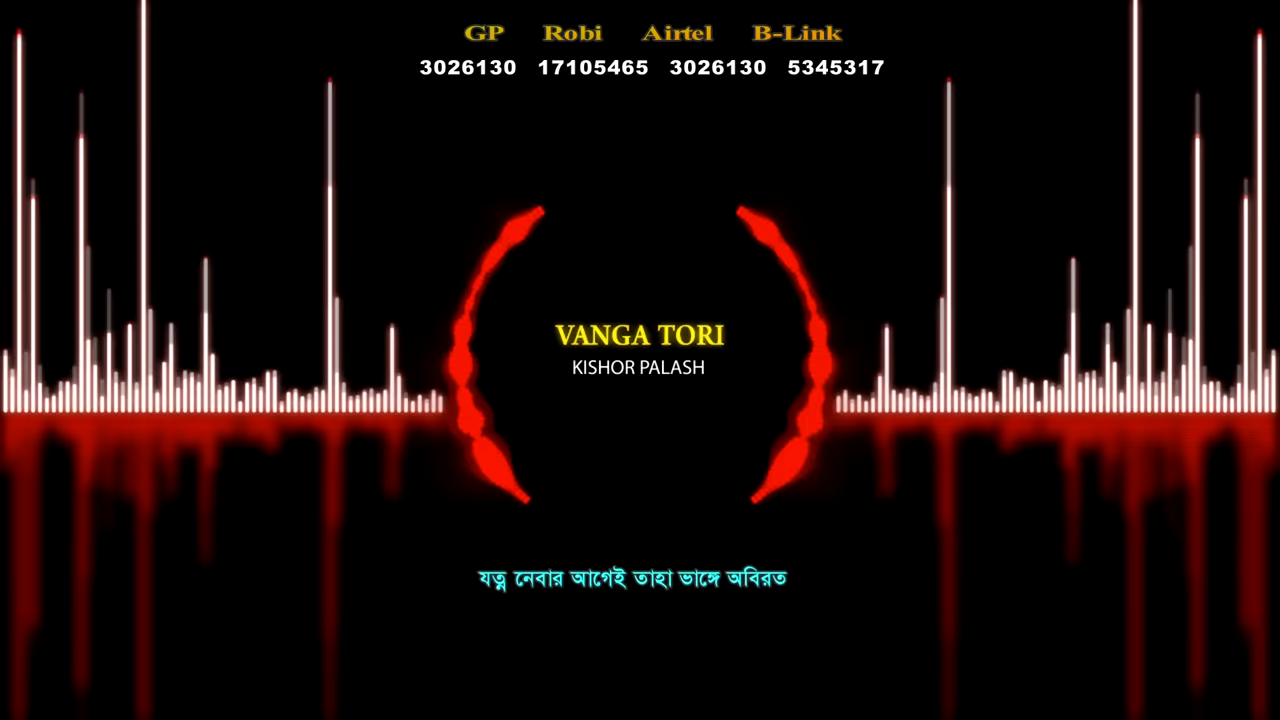 GP Robi Airtel B-Link
3026130 17105465 3026130 5345317
VANGA TORI
KISHOR PALASH
যত্ন নেবার আগেই তাহা ভাঙ্গে অবিরত